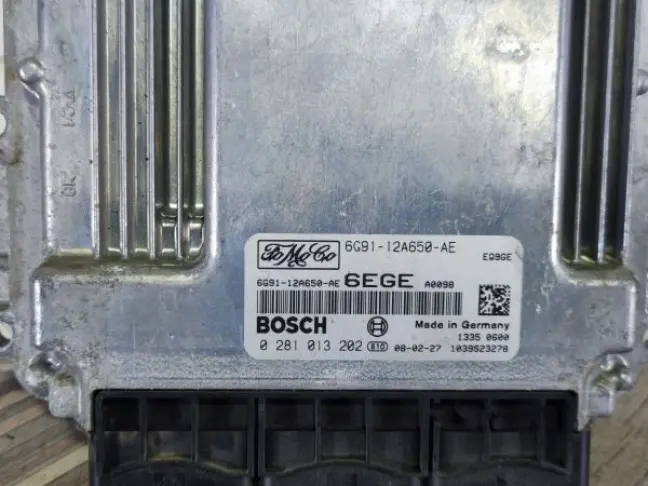 FoMoCo 6G91-12A650-AE EQ9GE
6G91-12A650-AE 6EGE A0098
BOSCH Made in Germany
1335 0600
0 281 013 202 E10 08-02-27 1039S23278